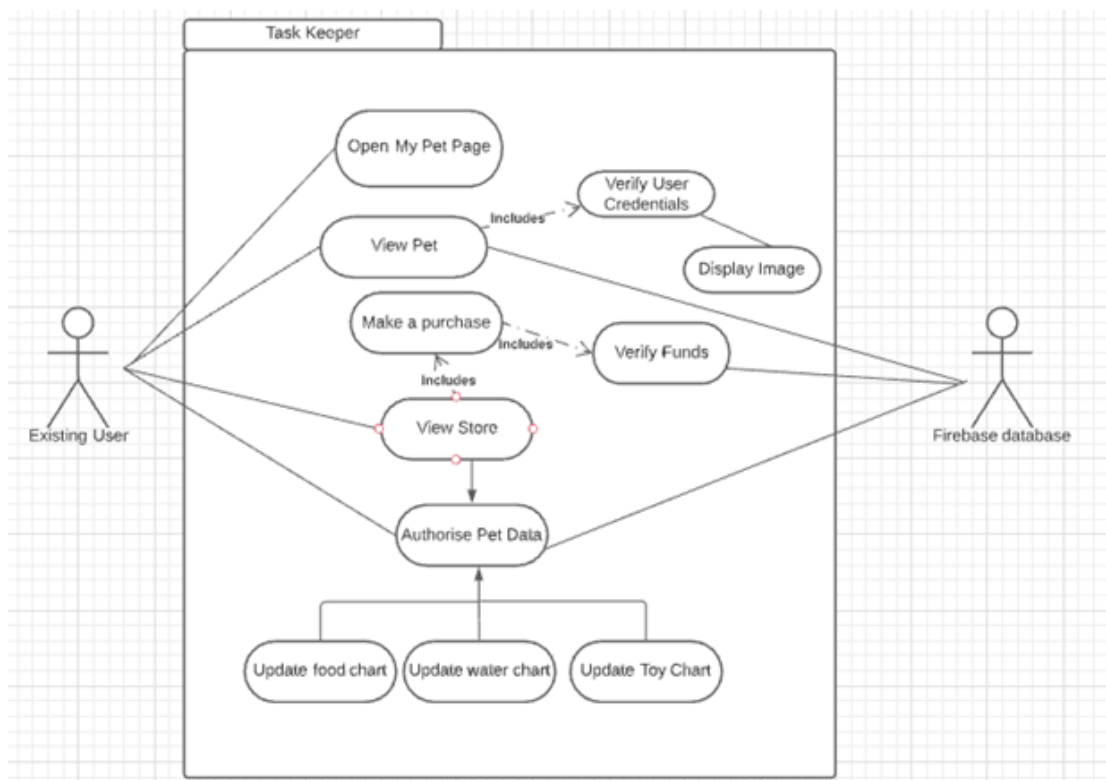 Task Keeper
Open My Pet Page
Verify User
Credentials
Includes
View Pet
Display Image
Make a purchase
Includes
Verify Funds
Includes
View Store
Existing User
Firebase database
Authorise Pet Data
Update food chart
Update water chart
Update Toy Chart